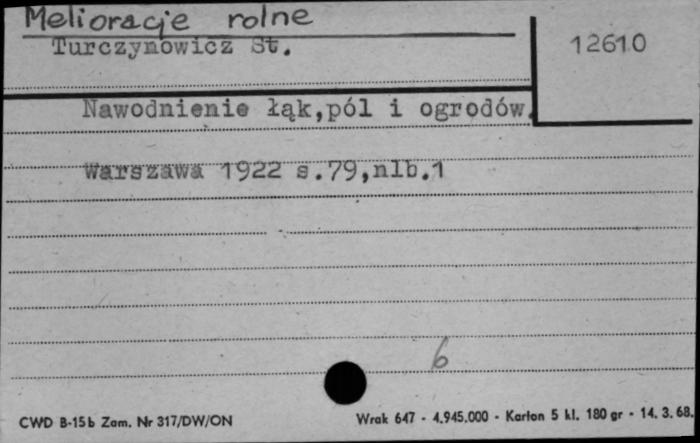 Melioracje rolne
Turczynowicz St.
12610
Nawodnienie łąk,pól i ogrodów.
Warszawa 1922 s.79,nlb.1
6
CWD B-15b Zam. Nr 317/DW/ON
Wrak 647 - 4.945.000 - Karton 5 kl. 180 gr - 14. 3. 68.